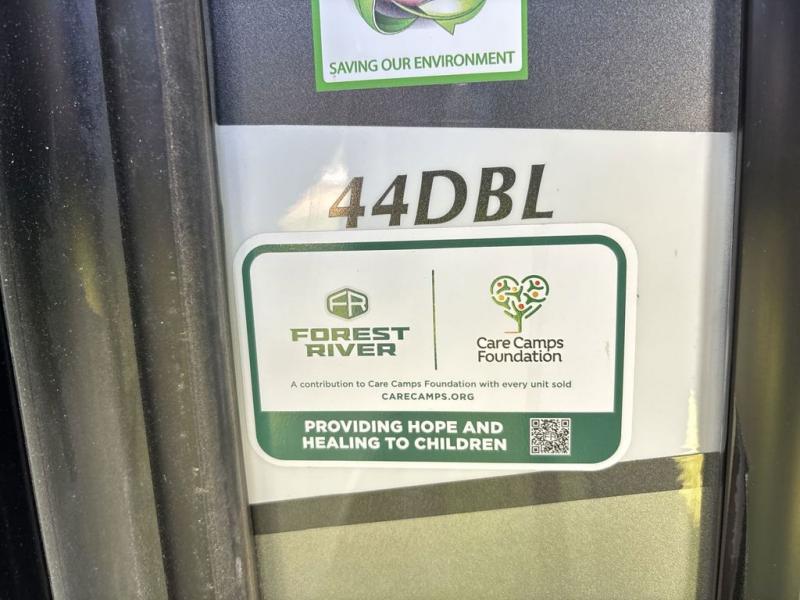 SAVING OUR ENVIRONMENT
44DBL
FR
FOREST
RIVER
Care Camps
Foundation
A contribution to Care Camps Foundation with every unit sold
CARECAMPS.ORG
PROVIDING HOPE AND
HEALING TO CHILDREN